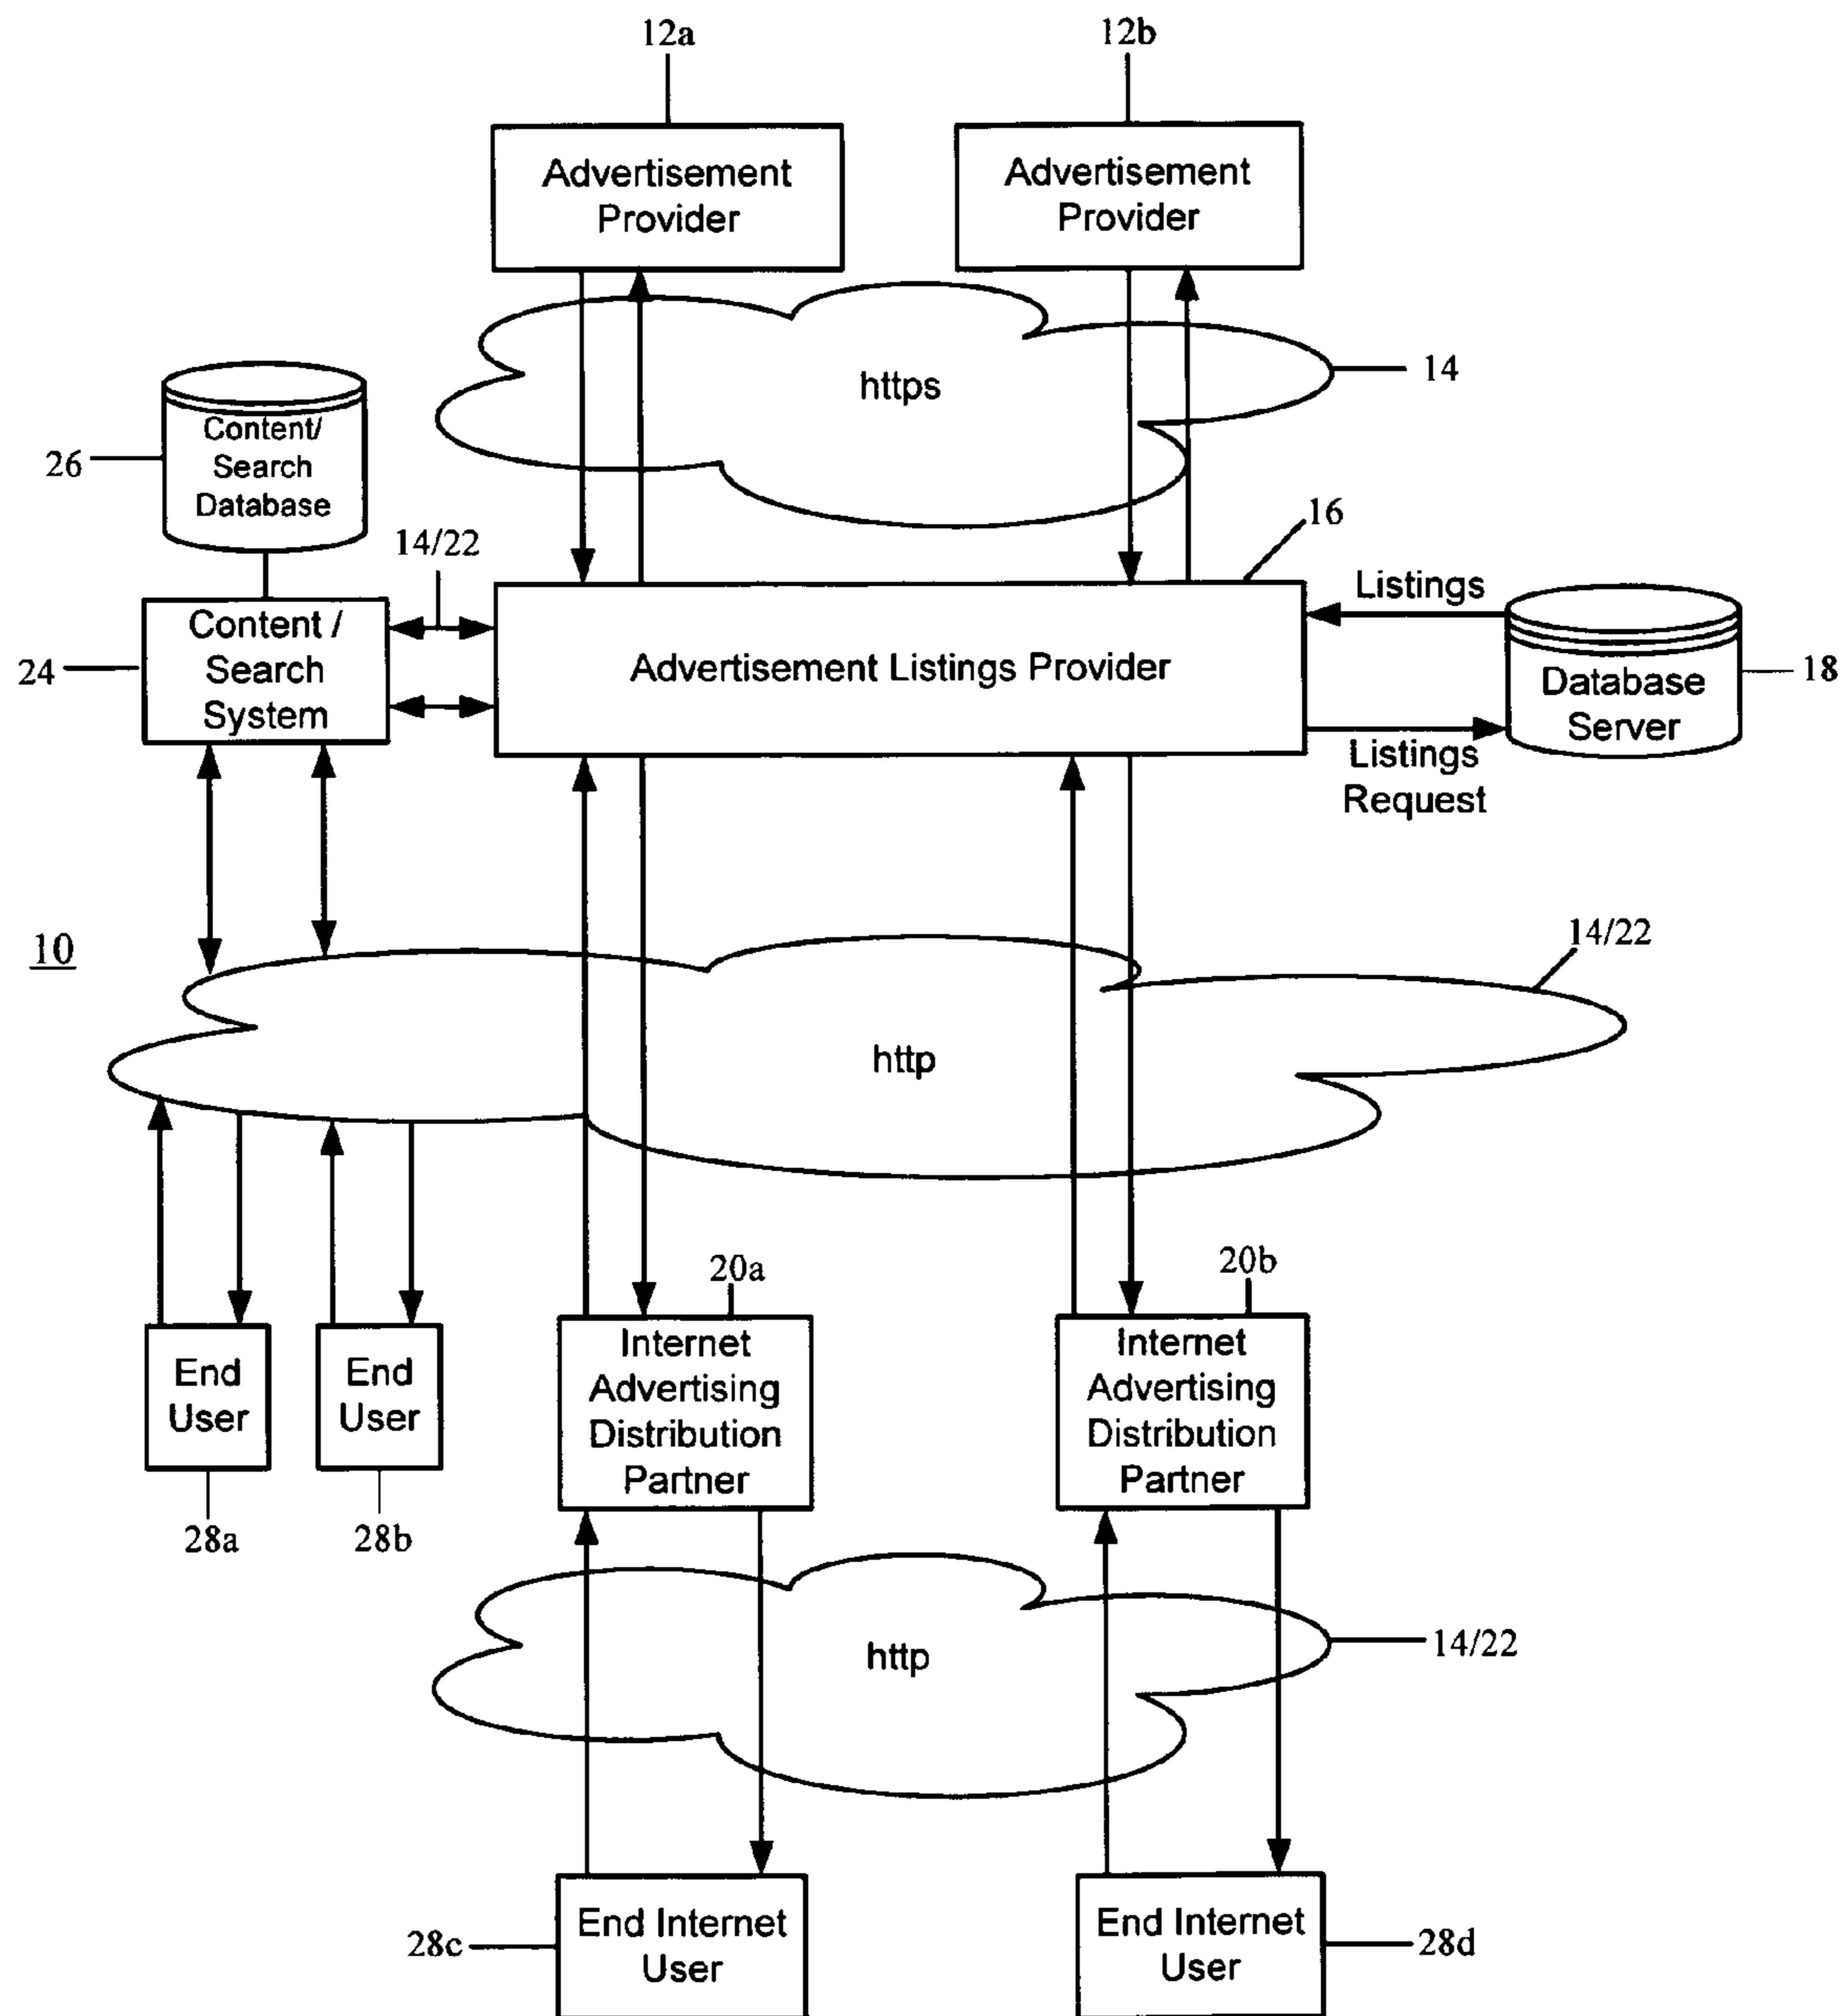 12a
12b
Advertisement
Provider
Advertisement
Provider
https
14
Content/
Search
Database
26
14/22
16
Listings
Content /
Search
System
24
Advertisement Listings Provider
Database
Server
18
Listings
Request
10
14/22
http
20a
20b
End
User
End
User
Internet
Advertising
Distribution
Partner
Internet
Advertising
Distribution
Partner
28a
28b
http
14/22
End Internet
User
28c
End Internet
User
28d